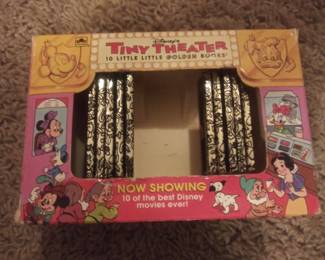 Disney's
TINY THEATER
10 LITTLE LITTLE GOLDEN BOOKS
NOW SHOWING
10 of the best Disney
movies ever!